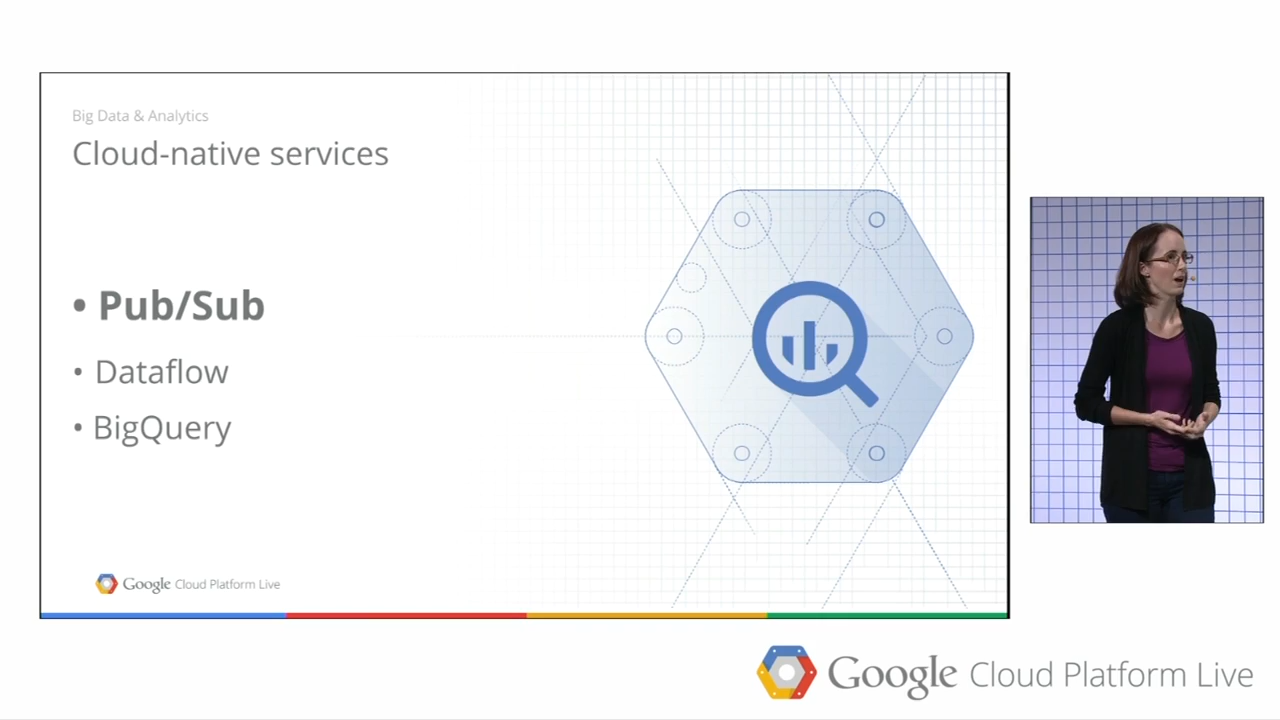 Big Data & Analytics
Cloud-native services
• Pub/Sub
• Dataflow
• BigQuery
Google Cloud Platform Live
Google Cloud Platform Live